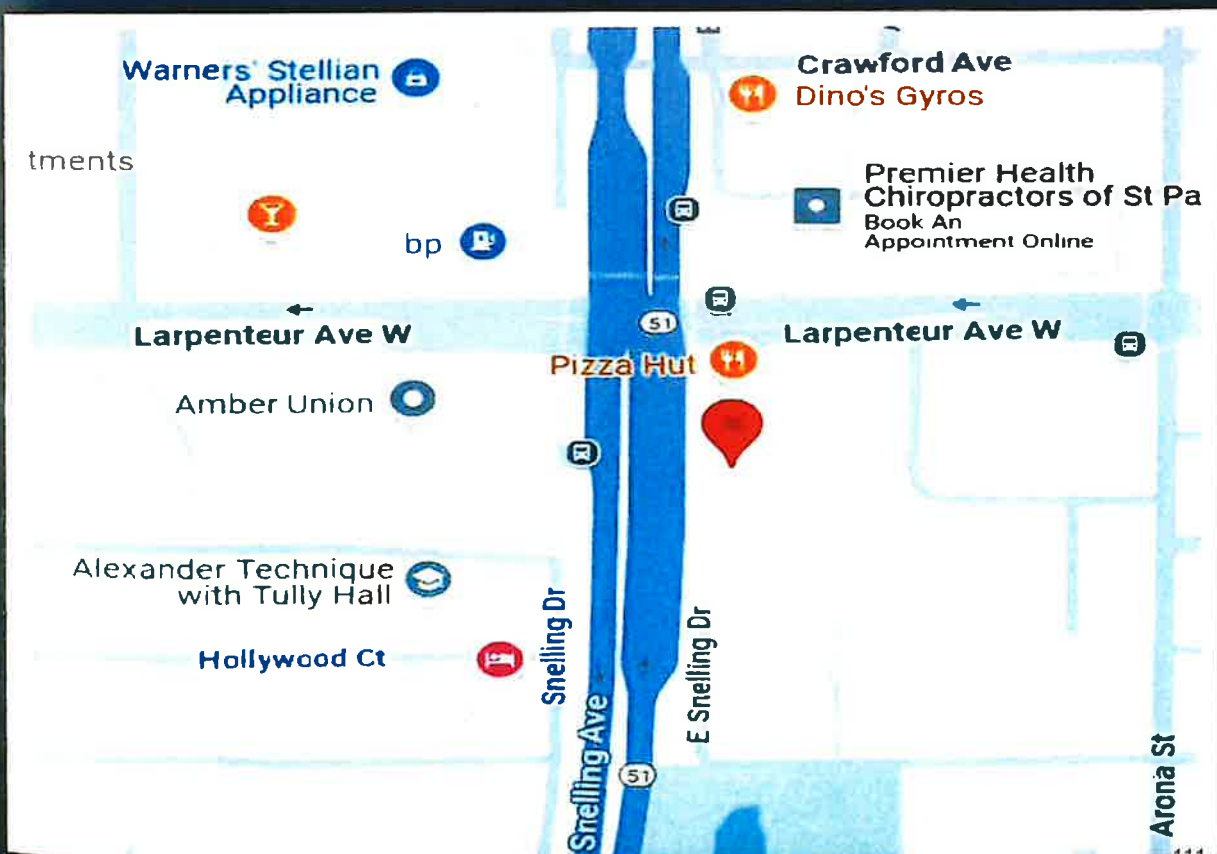 Warners' Stellian
Appliance
Crawford Ave
Dino's Gyros
tments
Premier Health
Chiropractors of St Pa
Book An
Appointment Online
bp
51
Larpenteur Ave W
Larpenteur Ave W
Pizza Hut
Amber Union
Alexander Technique
with Tully Hall
Hollywood Ct
Snelling Dr
E Snelling Dr
Snelling Ave
51
Arona St